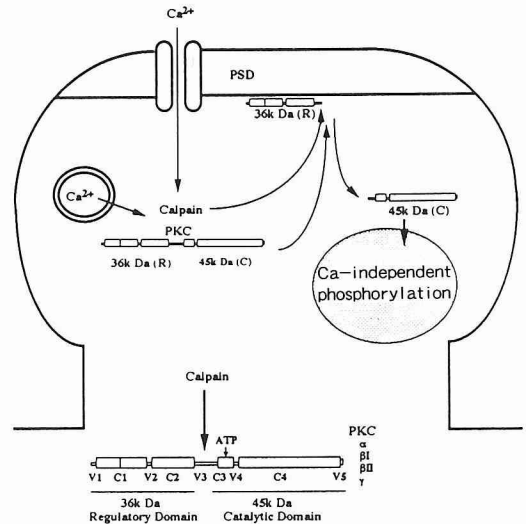 Ca2+
PSD
36k Da (R)
Ca2+
Calpain
PKC
36k Da (R) 45k Da (C)
45k Da (C)
Ca-independent
phosphorylation
Calpain
ATP
PKC
α
βI
βII
γ
V1 C1 V2 C2 V3 C3 V4 C4 V5
36k Da 45k Da
Regulatory Domain Catalytic Domain